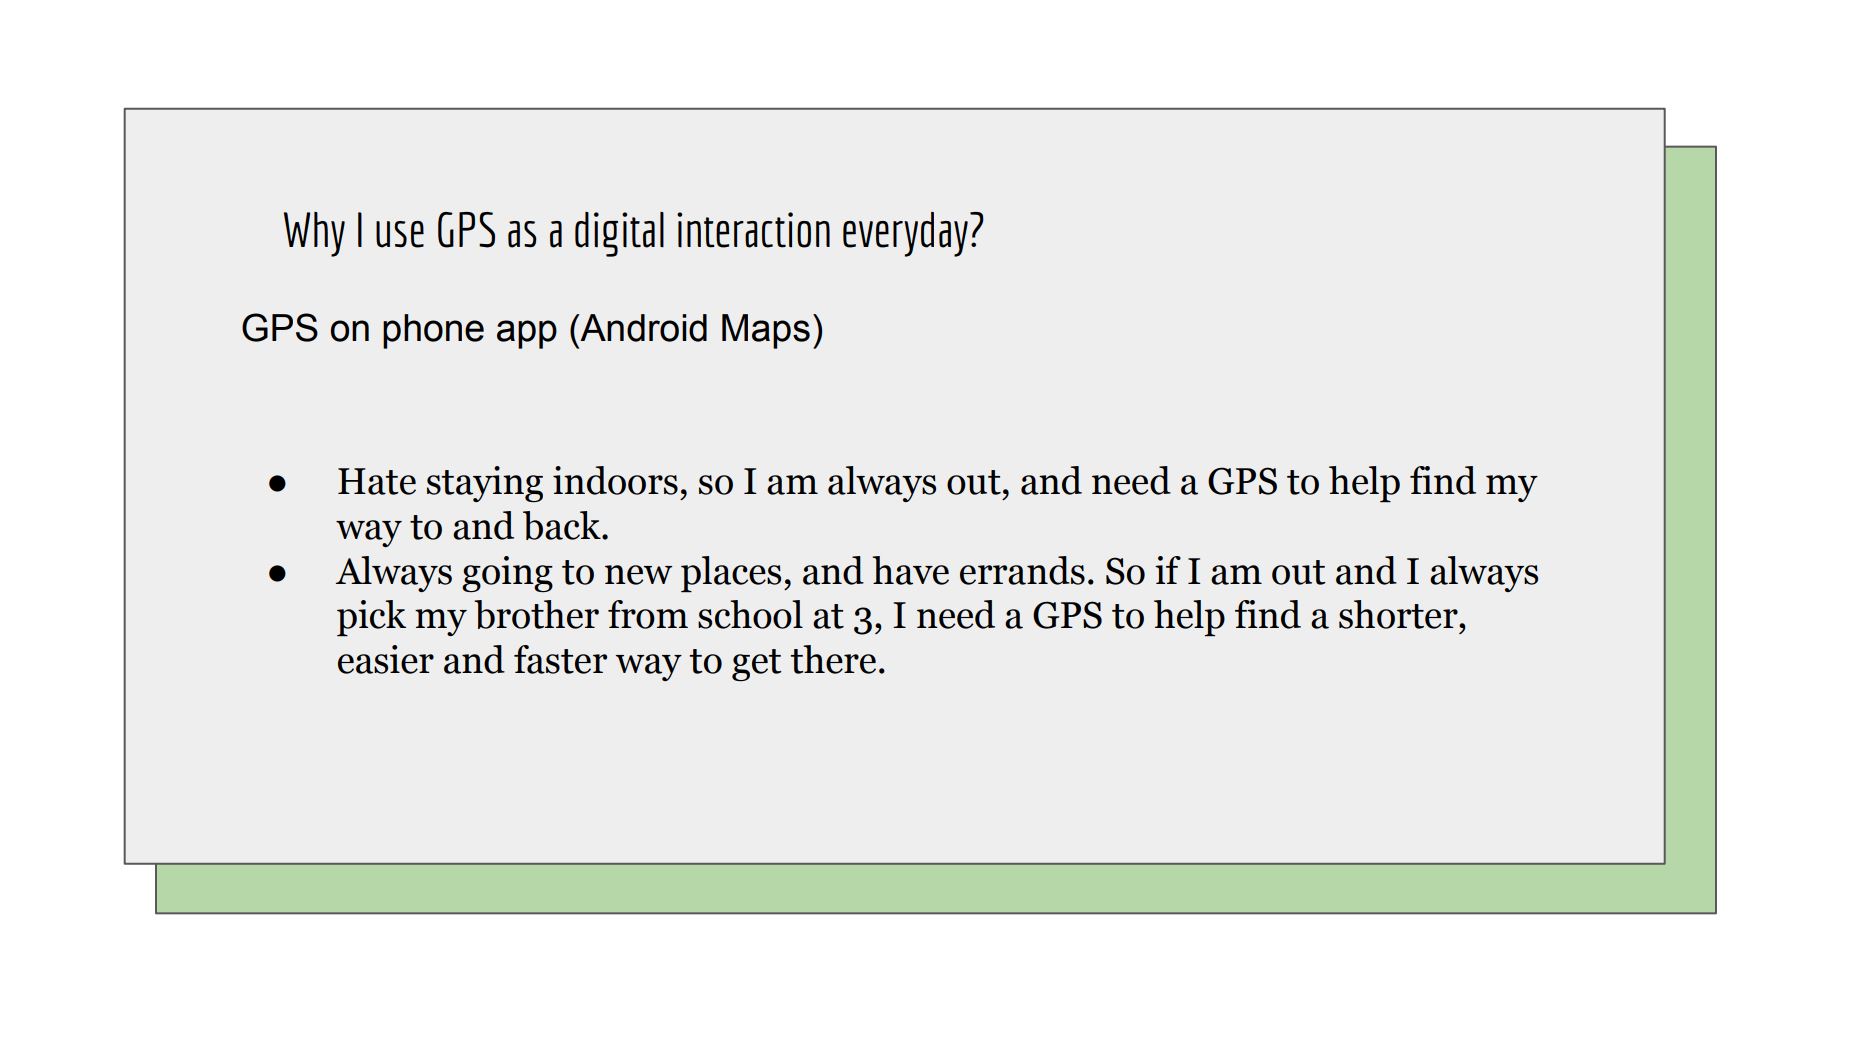 Why I use GPS as a digital interaction everyday?
GPS on phone app (Android Maps)
● Hate staying indoors, so I am always out, and need a GPS to help find my
way to and back.
● Always going to new places, and have errands. So if I am out and I always
pick my brother from school at 3, I need a GPS to help find a shorter,
easier and faster way to get there.